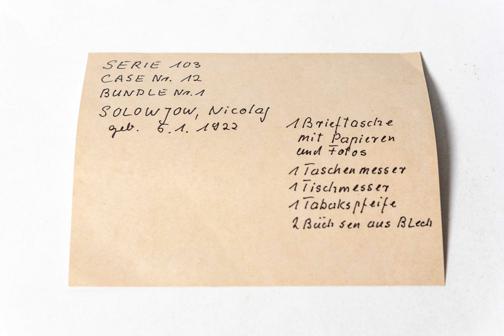 SERIE 103
CASE Nr. 12
BUNDLE Nr. 1
SOLOWJOW, Nicolaj
geb. 5.1.1922
1 Brieftasche
mit Papieren
und Fotos
1 Taschenmesser
1 Tischmesser
1 Tabakspfeife
2 Büchsen aus Blech